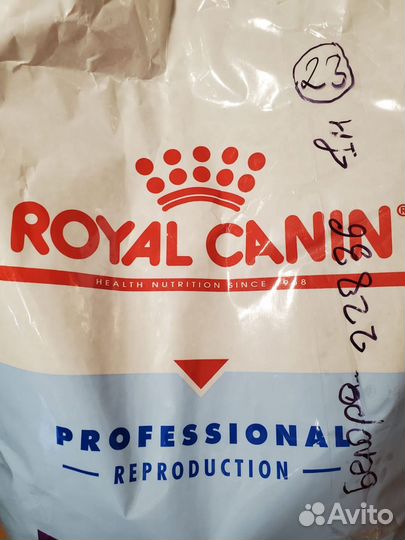 23
ROYAL CANIN®
HEALTH NUTRITION SINCE 1968
PROFESSIONAL
REPRODUCTION
Avito